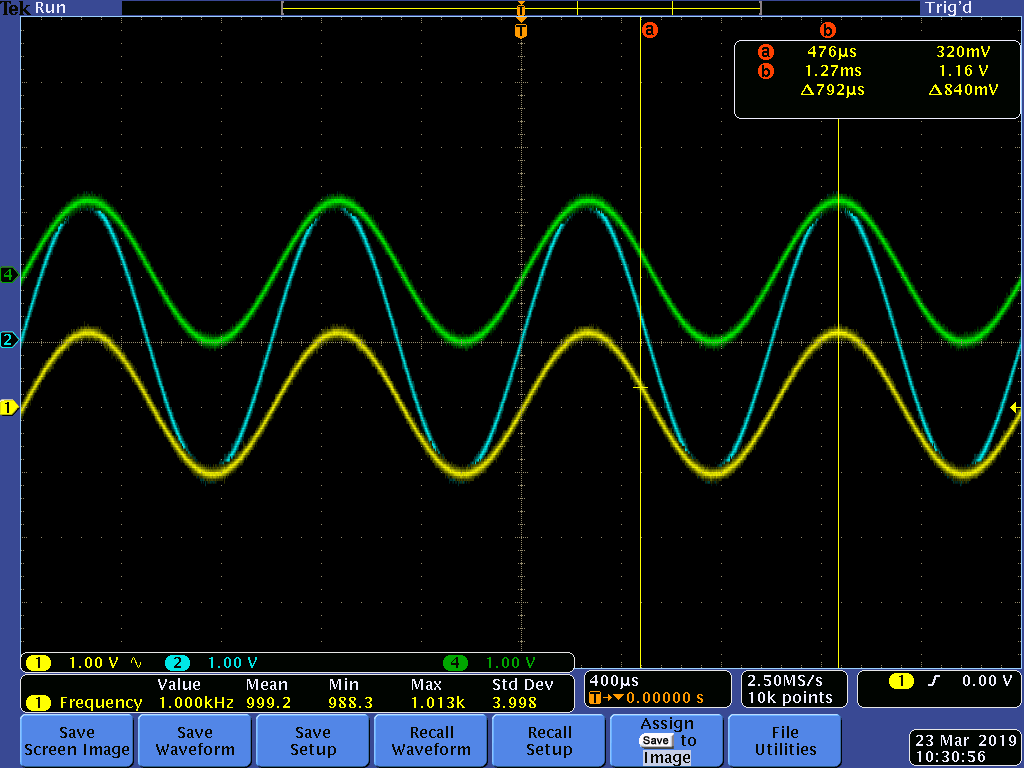 Tek Run Trig'd
T
T a b
a 476µs 320mV
b 1.27ms 1.16 V
Δ792µs Δ840mV
4
2
1
1 1.00 V ∿ 2 1.00 V 4 1.00 V
Value Mean Min Max Std Dev
1 Frequency 1.000kHz 999.2 988.3 1.013k 3.998
400µs
T→▼0.00000 s
2.50MS/s
10k points
1 0.00 V
Save
Screen Image
Save
Waveform
Save
Setup
Recall
Waveform
Recall
Setup
Assign
Save to
Image
File
Utilities
23 Mar 2019
10:30:56